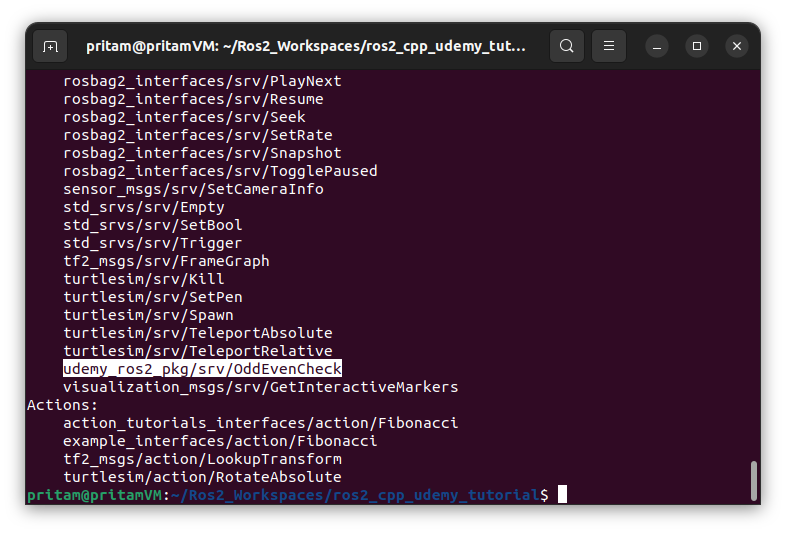 pritam@pritamVM: ~/Ros2_Workspaces/ros2_cpp_udemy_tut...
rosbag2_interfaces/srv/PlayNext
rosbag2_interfaces/srv/Resume
rosbag2_interfaces/srv/Seek
rosbag2_interfaces/srv/SetRate
rosbag2_interfaces/srv/Snapshot
rosbag2_interfaces/srv/TogglePaused
sensor_msgs/srv/SetCameraInfo
std_srvs/srv/Empty
std_srvs/srv/SetBool
std_srvs/srv/Trigger
tf2_msgs/srv/FrameGraph
turtlesim/srv/Kill
turtlesim/srv/SetPen
turtlesim/srv/Spawn
turtlesim/srv/TeleportAbsolute
turtlesim/srv/TeleportRelative
udemy_ros2_pkg/srv/OddEvenCheck
visualization_msgs/srv/GetInteractiveMarkers
Actions:
action_tutorials_interfaces/action/Fibonacci
example_interfaces/action/Fibonacci
tf2_msgs/action/LookupTransform
turtlesim/action/RotateAbsolute
pritam@pritamVM:~/Ros2_Workspaces/ros2_cpp_udemy_tutorial$